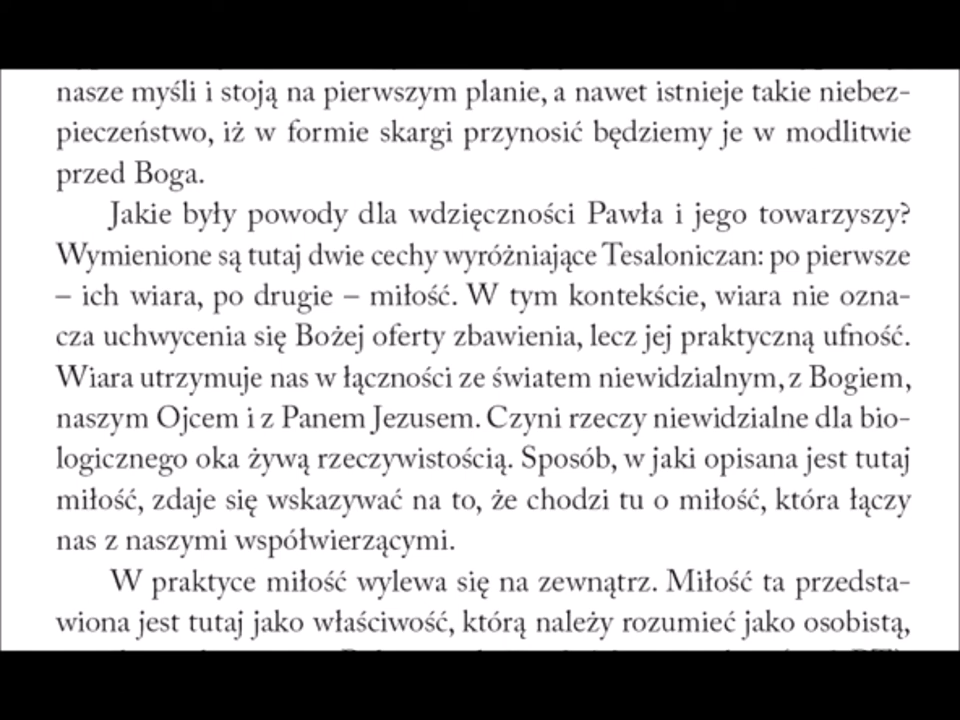 nasze myśli i stoją na pierwszym planie, a nawet istnieje takie niebez-
pieczeństwo, iż w formie skargi przynosić będziemy je w modlitwie
przed Boga.
Jakie były powody dla wdzięczności Pawła i jego towarzyszy?
Wymienione są tutaj dwie cechy wyróżniające Tesaloniczan: po pierwsze
– ich wiara, po drugie – miłość. W tym kontekście, wiara nie ozna-
cza uchwycenia się Bożej oferty zbawienia, lecz jej praktyczną ufność.
Wiara utrzymuje nas w łączności ze światem niewidzialnym, z Bogiem,
naszym Ojcem i z Panem Jezusem. Czyni rzeczy niewidzialne dla bio-
logicznego oka żywą rzeczywistością. Sposób, w jaki opisana jest tutaj
miłość, zdaje się wskazywać na to, że chodzi tu o miłość, która łączy
nas z naszymi współwierzącymi.
W praktyce miłość wylewa się na zewnątrz. Miłość ta przedsta-
wiona jest tutaj jako właściwość, którą należy rozumieć jako osobistą,